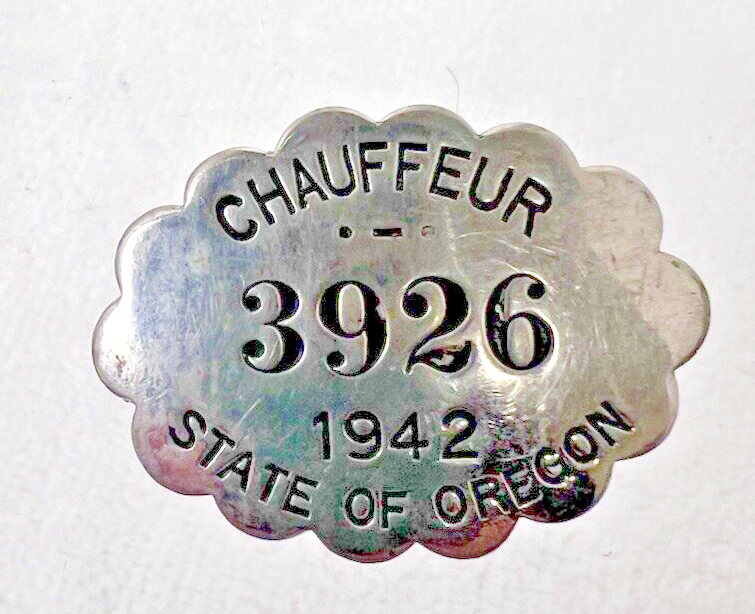 CHAUFFEUR
3926
1942
STATE OF OREGON